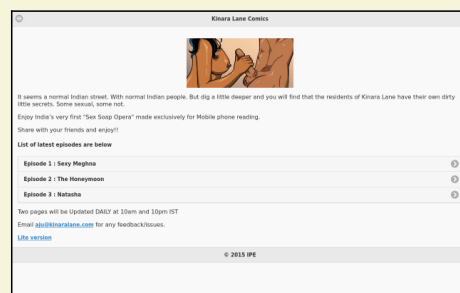 Kinara Lane Comics
It seems a normal Indian street. With normal Indian people. But dig a little deeper and you will find that the residents of Kinara Lane have their own dirty
little secrets. Some sexual, some not.
Enjoy India's very first "Sex Soap Opera" made exclusively for Mobile phone reading.
Share with your friends and enjoy!!
List of latest episodes are below
Episode 1 : Sexy Meghna
Episode 2 : The Honeymoon
Episode 3 : Natasha
Two pages will be Updated DAILY at 10am and 10pm IST
Email aju@kinaralane.com for any feedback/issues.
Lite version
© 2015 IPE